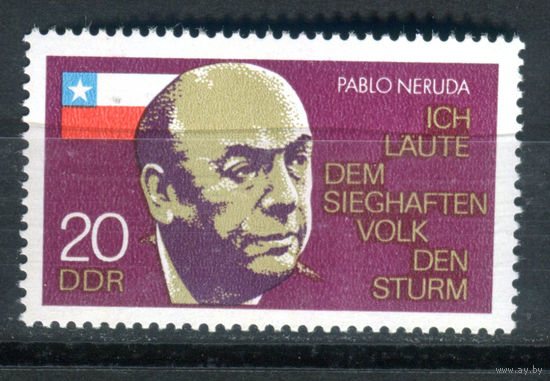 PABLO NERUDA
ICH
LÄUTE
DEM
SIEGHAFTEN
VOLK
DEN
STURM
20
DDR
www.ay.by